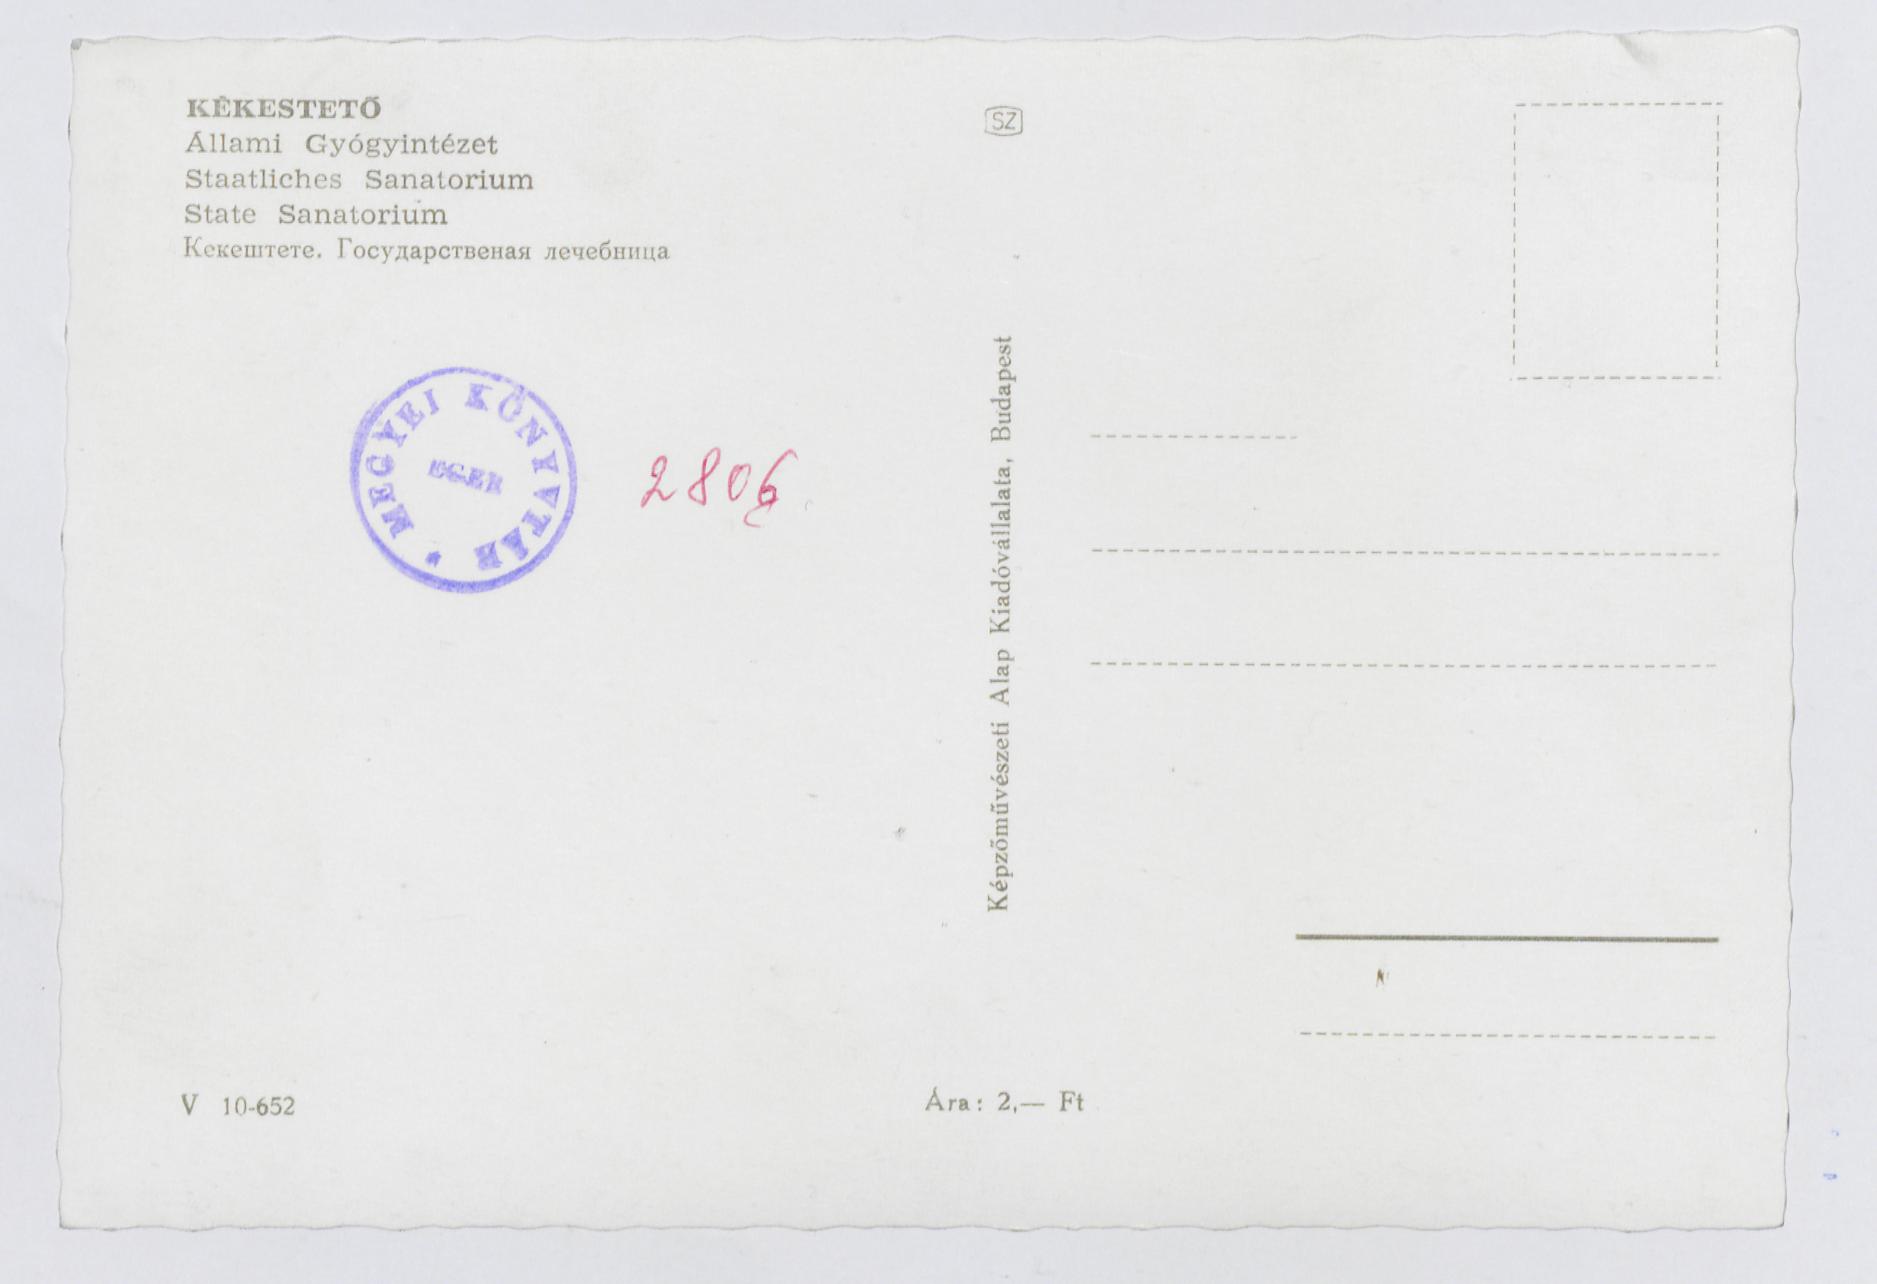 KÉKESTETŐ
Állami Gyógyintézet
Staatliches Sanatorium
State Sanatorium
Кекештете. Государственая лечебница
SZ
MEGYEI KÖNYVTÁR
EGER
2806
Képzőművészeti Alap Kiadóvállalata, Budapest
V 10-652
Ára: 2,— Ft